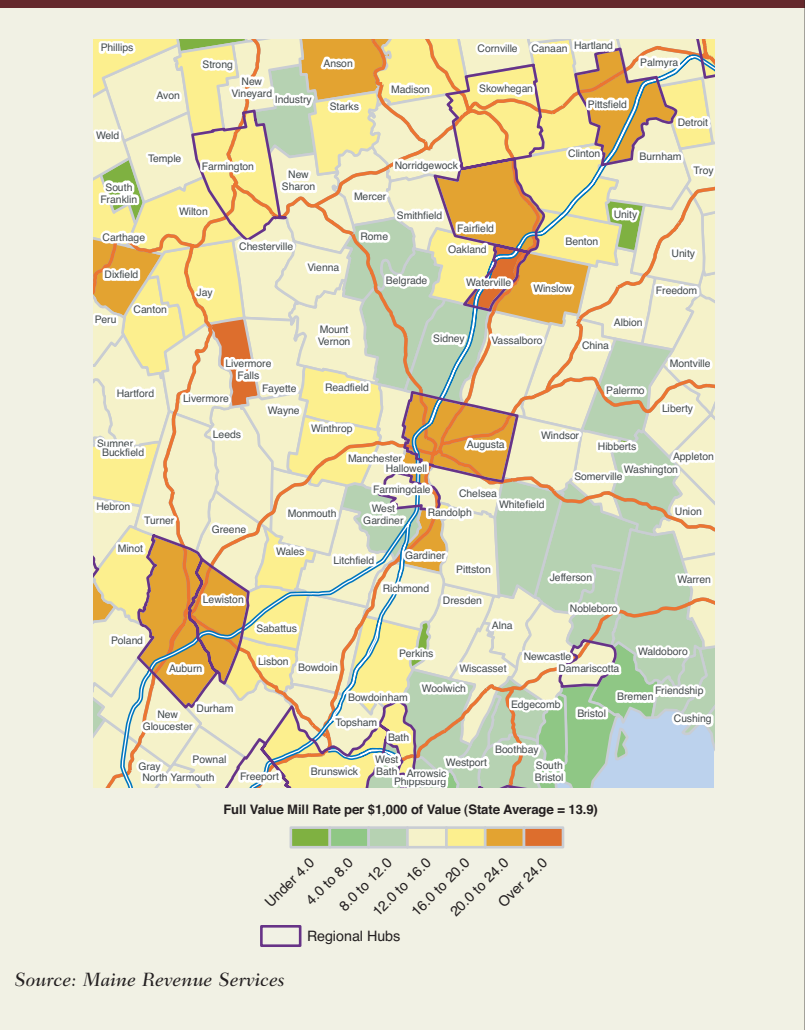 Phillips
Strong
Anson
Cornville
Canaan
Hartland
Palmyra
New
Vineyard
Avon
Industry
Starks
Madison
Skowhegan
Pittsfield
Detroit
Weld
Temple
Farmington
New
Sharon
Norridgewock
Clinton
Burnham
Troy
South
Franklin
Wilton
Mercer
Smithfield
Fairfield
Unity
Carthage
Chesterville
Rome
Oakland
Benton
Unity
Dixfield
Vienna
Belgrade
Waterville
Winslow
Freedom
Canton
Jay
Peru
Mount
Vernon
Sidney
Vassalboro
China
Albion
Livermore
Falls
Montville
Hartford
Livermore
Fayette
Readfield
Palermo
Wayne
Liberty
Leeds
Winthrop
Augusta
Windsor
Hibberts
Sumner
Buckfield
Manchester
Hallowell
Appleton
Washington
Somerville
Farmingdale
Chelsea
Hebron
Turner
Monmouth
West
Gardiner
Randolph
Whitefield
Union
Greene
Minot
Wales
Litchfield
Gardiner
Pittston
Jefferson
Warren
Lewiston
Richmond
Dresden
Nobleboro
Poland
Sabattus
Alna
Auburn
Lisbon
Bowdoin
Perkins
Newcastle
Damariscotta
Waldoboro
Wiscasset
Woolwich
Bowdoinham
Durham
New
Gloucester
Topsham
Edgecomb
Bremen
Friendship
Bristol
Cushing
Bath
Boothbay
Pownal
Gray
North Yarmouth
Freeport
Brunswick
West
Bath
Arrowsic
Phippsburg
Westport
South
Bristol
Full Value Mill Rate per $1,000 of Value (State Average = 13.9)
Under 4.0
4.0 to 8.0
8.0 to 12.0
12.0 to 16.0
16.0 to 20.0
20.0 to 24.0
Over 24.0
Regional Hubs
Source: Maine Revenue Services